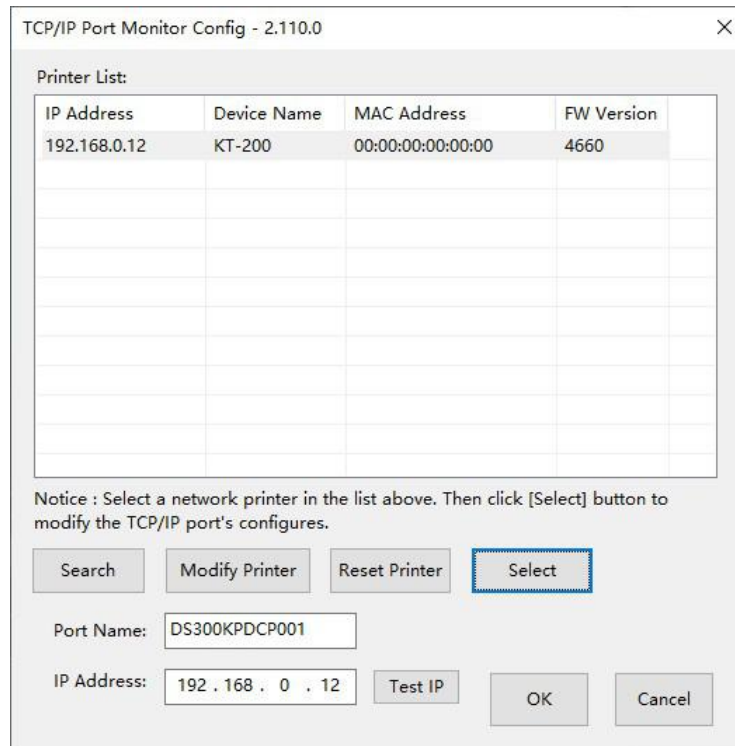 TCP/IP Port Monitor Config - 2.110.0
Printer List:
IP Address Device Name MAC Address FW Version
192.168.0.12 KT-200 00:00:00:00:00:00 4660
Notice : Select a network printer in the list above. Then click [Select] button to
modify the TCP/IP port's configures.
Search Modify Printer Reset Printer Select
Port Name: DS300KPDCP001
IP Address: 192 . 168 . 0 . 12 Test IP OK Cancel